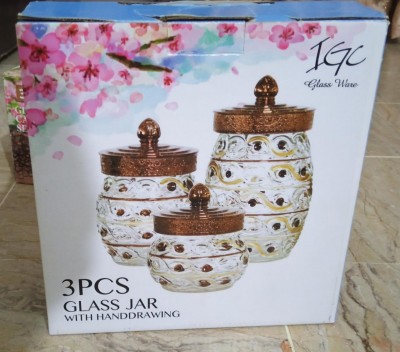 IGC
Glass Ware
3PCS
GLASS JAR
WITH HANDDRAWING